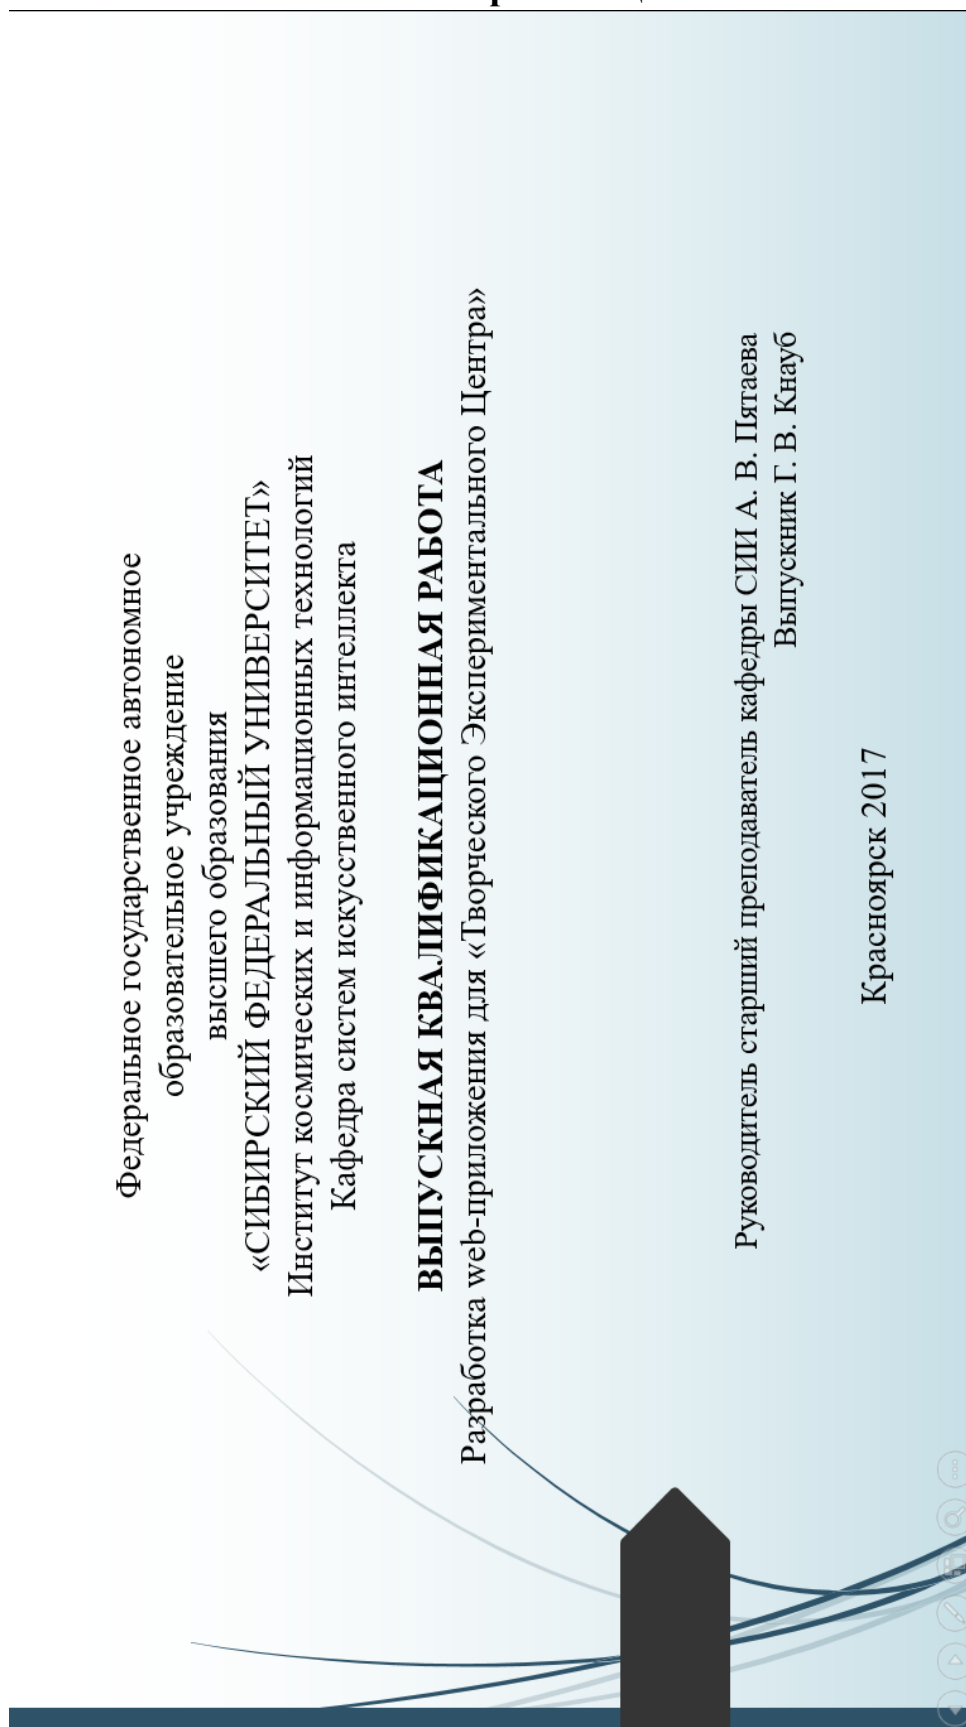 Федеральное государственное автономное
образовательное учреждение
высшего образования
«СИБИРСКИЙ ФЕДЕРАЛЬНЫЙ УНИВЕРСИТЕТ»
Институт космических и информационных технологий
Кафедра систем искусственного интеллекта
ВЫПУСКНАЯ КВАЛИФИКАЦИОННАЯ РАБОТА
Разработка web-приложения для «Творческого Экспериментального Центра»
Руководитель старший преподаватель кафедры СИИ А. В. Пятаева
Выпускник Г. В. Кнауб
Красноярск 2017